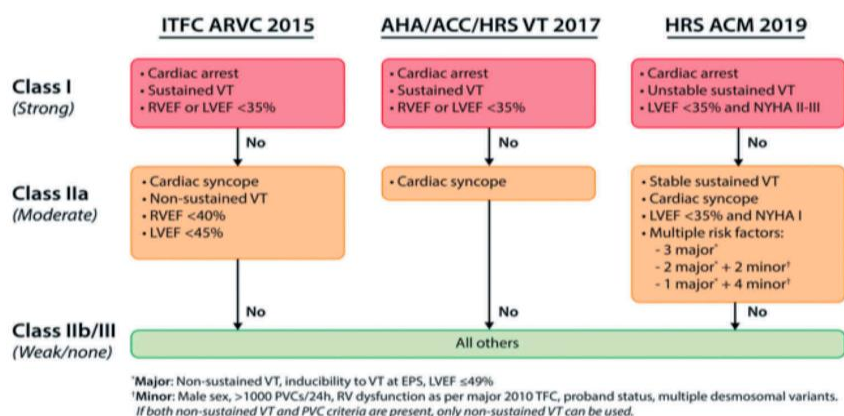 ITFC ARVC 2015
AHA/ACC/HRS VT 2017
HRS ACM 2019
Class I
(Strong)
• Cardiac arrest
• Sustained VT
• RVEF or LVEF <35%
• Cardiac arrest
• Sustained VT
• RVEF or LVEF <35%
• Cardiac arrest
• Unstable sustained VT
• LVEF <35% and NYHA II-III
No
No
No
Class IIa
(Moderate)
• Cardiac syncope
• Non-sustained VT
• RVEF <40%
• LVEF <45%
• Cardiac syncope
• Stable sustained VT
• Cardiac syncope
• LVEF <35% and NYHA I
• Multiple risk factors:
- 3 major*
- 2 major* + 2 minor†
- 1 major* + 4 minor†
No
No
No
Class IIb/III
(Weak/none)
All others
*Major: Non-sustained VT, inducibility to VT at EPS, LVEF ≤49%
†Minor: Male sex, >1000 PVCs/24h, RV dysfunction as per major 2010 TFC, proband status, multiple desmosomal variants.
If both non-sustained VT and PVC criteria are present, only non-sustained VT can be used.